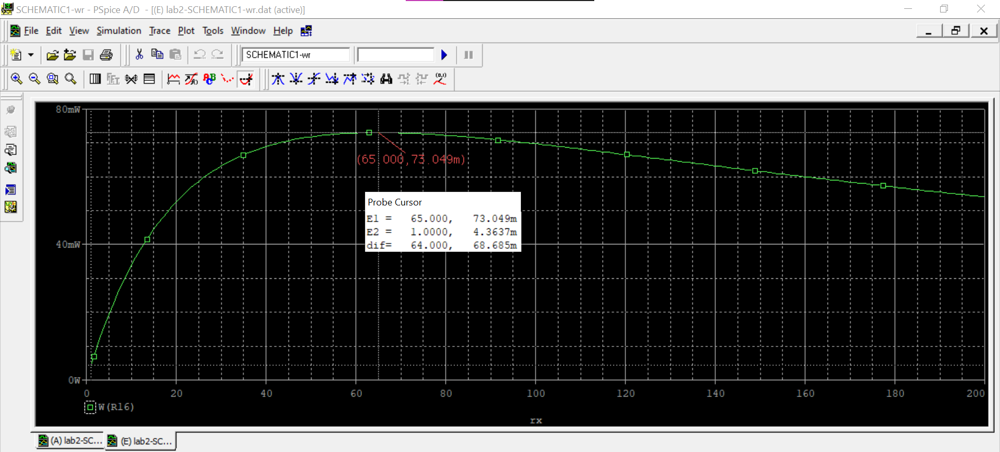 SCHEMATIC1-wr - PSpice A/D - [(E) lab2-SCHEMATIC1-wr.dat (active)]
File Edit View Simulation Trace Plot Tools Window Help
SCHEMATIC1-wr
80mW
(65.000,73.049m)
Probe Cursor
E1 = 65.000, 73.049m
E2 = 1.0000, 4.3637m
dif= 64.000, 68.685m
40mW
0W
0 20 40 60 80 100 120 140 160 180 200
W(R16)
rx
(A) lab2-SC... (E) lab2-SC...